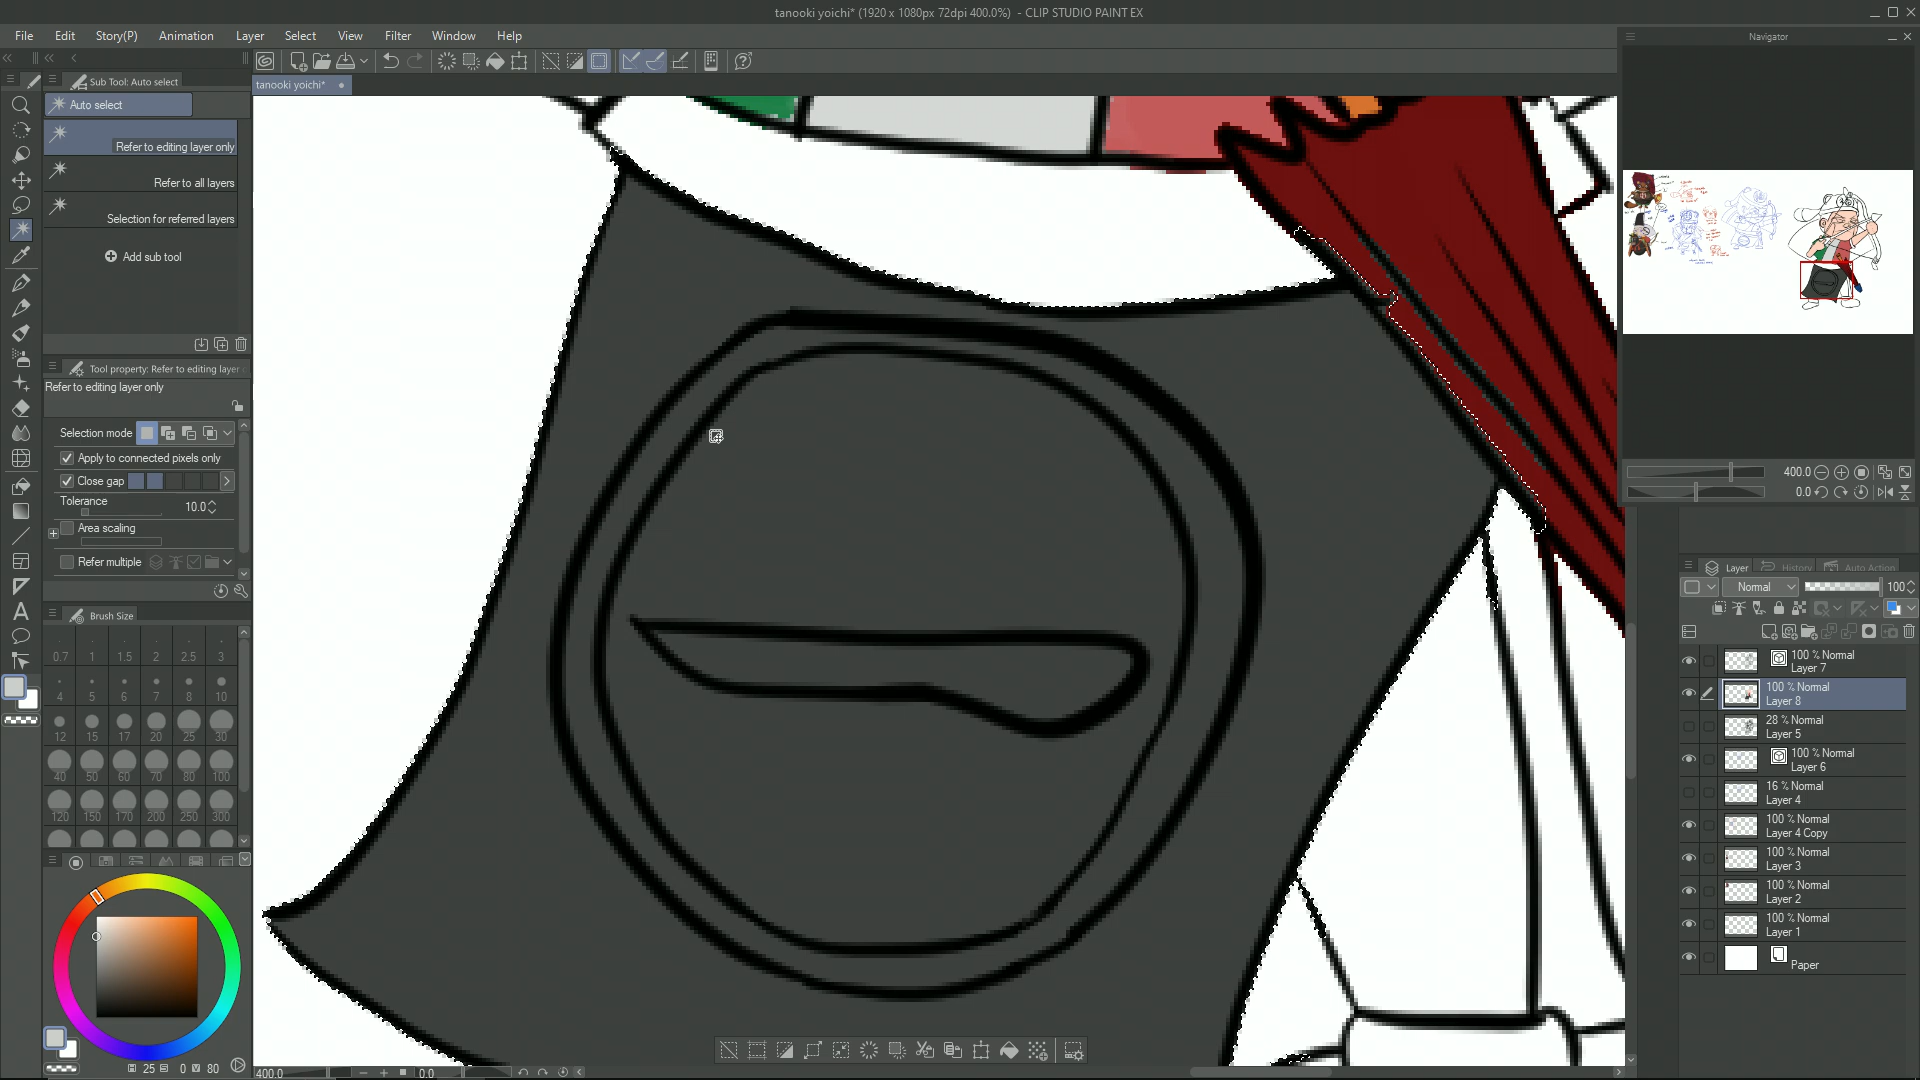 tanooki yoichi* (1920 x 1080px 72dpi 400.0%)  - CLIP STUDIO PAINT EX
File Edit Story(P) Animation Layer Select View Filter Window Help
Navigator
Sub Tool: Auto select
tanooki yoichi*
Auto select
Refer to editing layer only
Refer to all layers
Selection for referred layers
Add sub tool
Tool property: Refer to editing layer
Refer to editing layer only
Selection mode
Apply to connected pixels only
Close gap
Tolerance
10.0
Area scaling
Refer multiple
Brush Size
0.7 1 1.5 2 2.5 3
4 5 6 7 8 10
12 15 17 20 25 30
40 50 60 70 80 100
120 150 170 200 250 300
25 0 80
400.0 0.0
400.0
0.0
Layer History Auto Action
Normal 100
100 % Normal
Layer 7
100 % Normal
Layer 8
28 % Normal
Layer 5
100 % Normal
Layer 6
16 % Normal
Layer 4
100 % Normal
Layer 4 Copy
100 % Normal
Layer 3
100 % Normal
Layer 2
100 % Normal
Layer 1
Paper